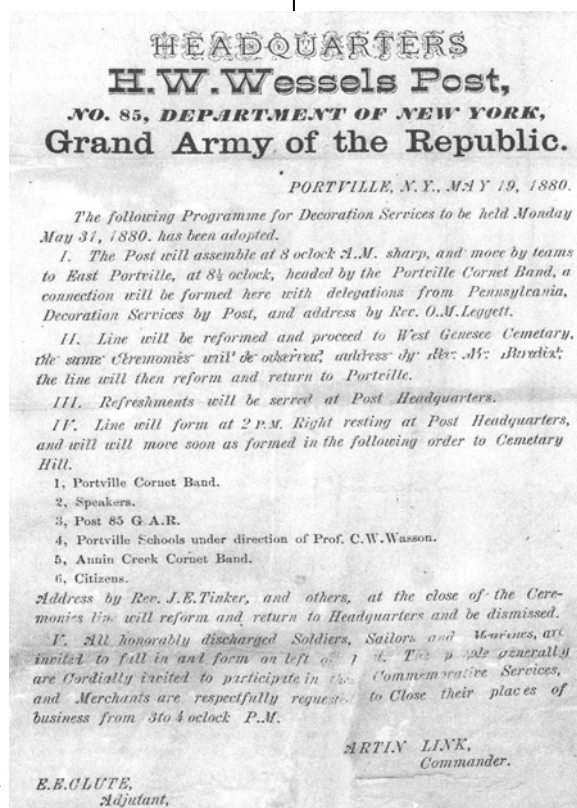 HEADQUARTERS
H.W.Wessels Post,
NO. 85, DEPARTMENT OF NEW YORK,
Grand Army of the Republic.
PORTVILLE, N.Y., MAY 19, 1880.
The following Programme for Decoration Services to be held Monday
May 31, 1880. has been adopted.
I. The Post will assemble at 8 oclock A.M. sharp, and move by teams
to East Portville, at 8½ oclock, headed by the Portville Cornet Band, a
connection will be formed here with delegations from Pennsylvania,
Decoration Services by Post, and address by Rev. O.M.Leggett.
II. Line will be reformed and proceed to West Genesee Cemetary,
the same Ceremonies will be observed, address by Rev. Mr.
the line will then reform and return to Portville.
III. Refreshments will be served at Post Headquarters.
IV. Line will form at 2 P.M. Right resting at Post Headquarters,
and will will move soon as formed in the following order to Cemetary
Hill.
1, Portville Cornet Band.
2, Speakers.
3, Post 85 G.A.R.
4, Portville Schools under direction of Prof. C.W.Wasson.
5, Annin Creek Cornet Band.
6, Citizens.
Address by Rev. J.E.Tinker, and others, at the close of the Cere-
monies line will reform and return to Headquarters and be dismissed.
V. All honorably discharged Soldiers, Sailors and Marines, are
invited to fall in and form on left of The people generally
are Cordially invited to participate in Commemorative Services,
and Merchants are respectfully to Close their places of
business from 3to 4 oclock P.M.
ARTIN LINK,
Commander.
E.E.CLUTE,
Adjutant,